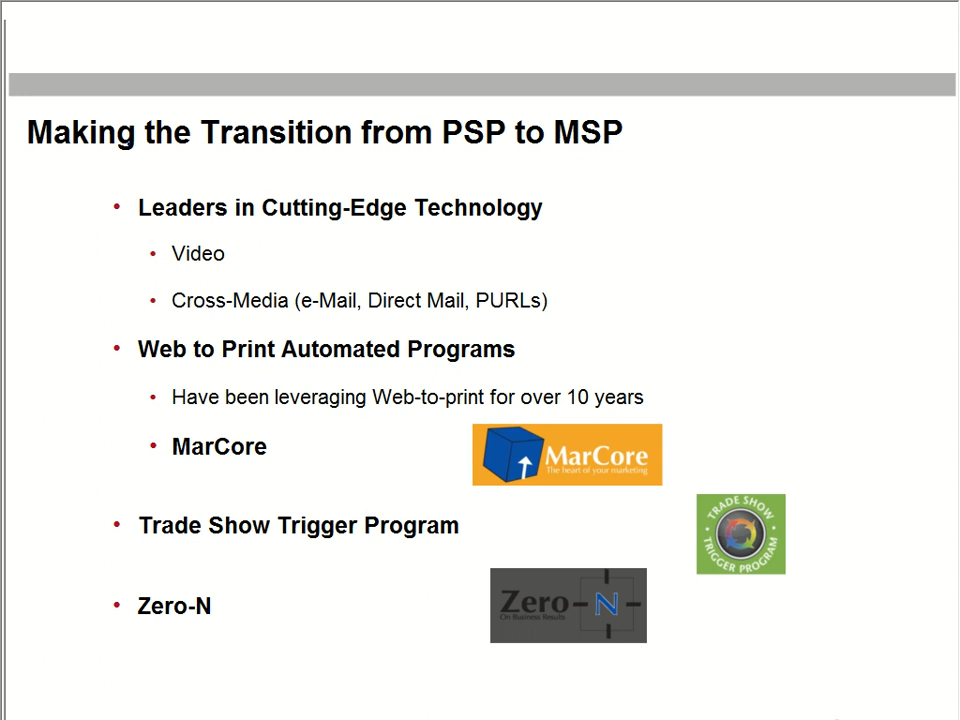 Making the Transition from PSP to MSP
• Leaders in Cutting-Edge Technology
• Video
• Cross-Media (e-Mail, Direct Mail, PURLs)
• Web to Print Automated Programs
• Have been leveraging Web-to-print for over 10 years
• MarCore
MarCore
The heart of your marketing
• Trade Show Trigger Program
• TRADE SHOW •
TRIGGER PROGRAM
• Zero-N
Zero-N
On Business Results